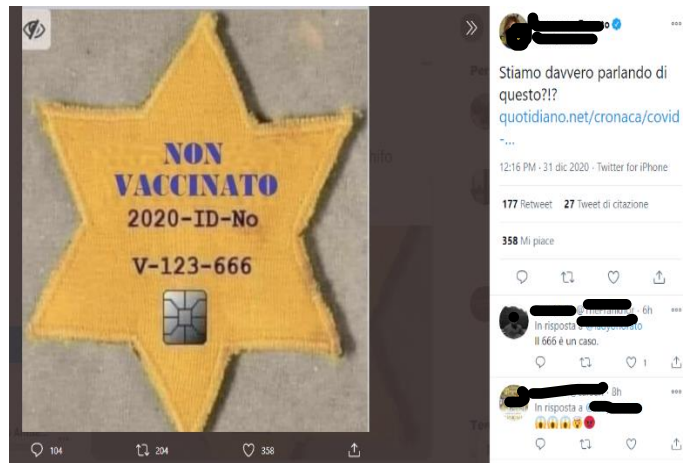 NON
VACCINATO
2020-ID-No
V-123-666
104
204
358
Stiamo davvero parlando di
questo?!?
quotidiano.net/cronaca/covid
-...
12:16 PM · 31 dic 2020 · Twitter for iPhone
177 Retweet 27 Tweet di citazione
358 Mi piace
6h
In risposta a
Il 666 è un caso.
1
8h
In risposta a